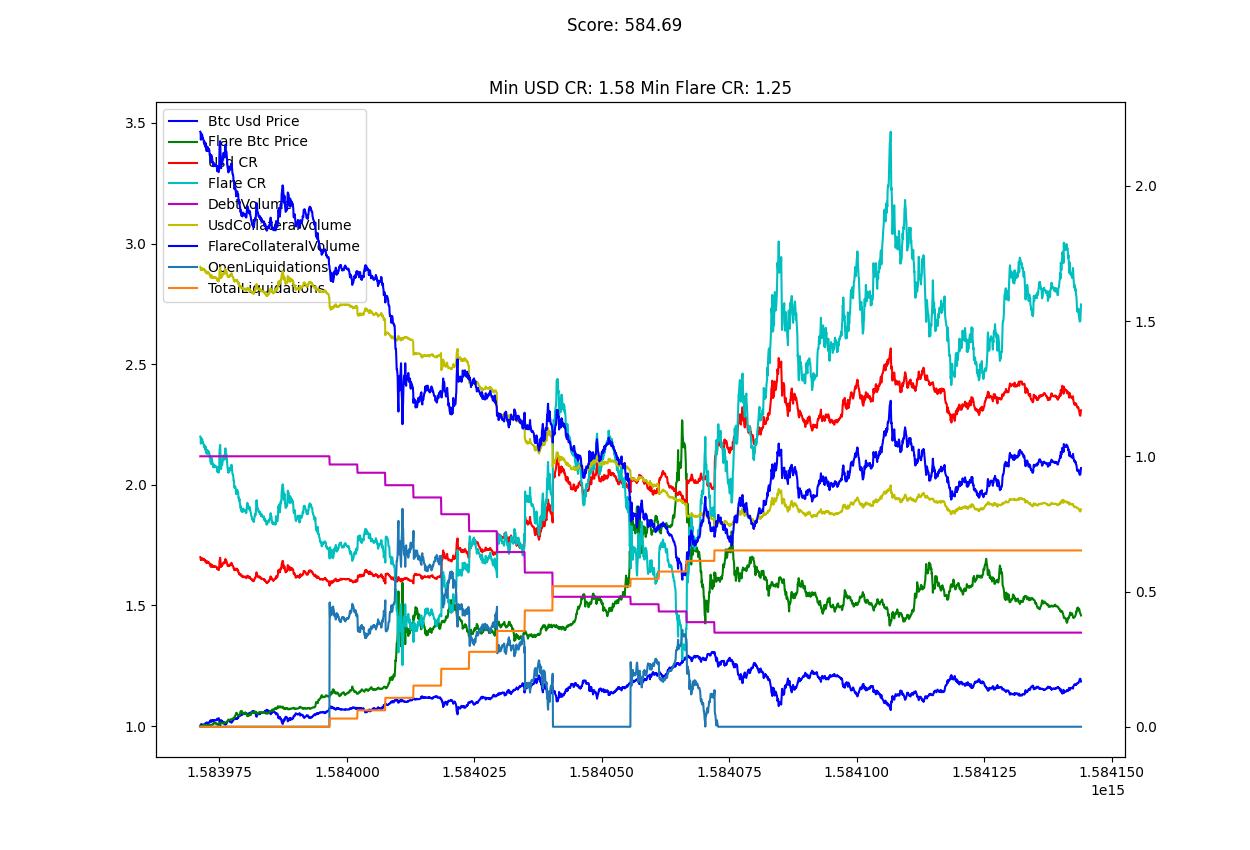 Score: 584.69
Min USD CR: 1.58 Min Flare CR: 1.25
Btc Usd Price
Flare Btc Price
Usd CR
Flare CR
DebtVolume
UsdCollateralVolume
FlareCollateralVolume
OpenLiquidations
TotalLiquidations
3.5
3.0
2.5
2.0
1.5
1.0
2.0
1.5
1.0
0.5
0.0
1.583975 1.584000 1.584025 1.584050 1.584075 1.584100 1.584125 1.584150
1e15